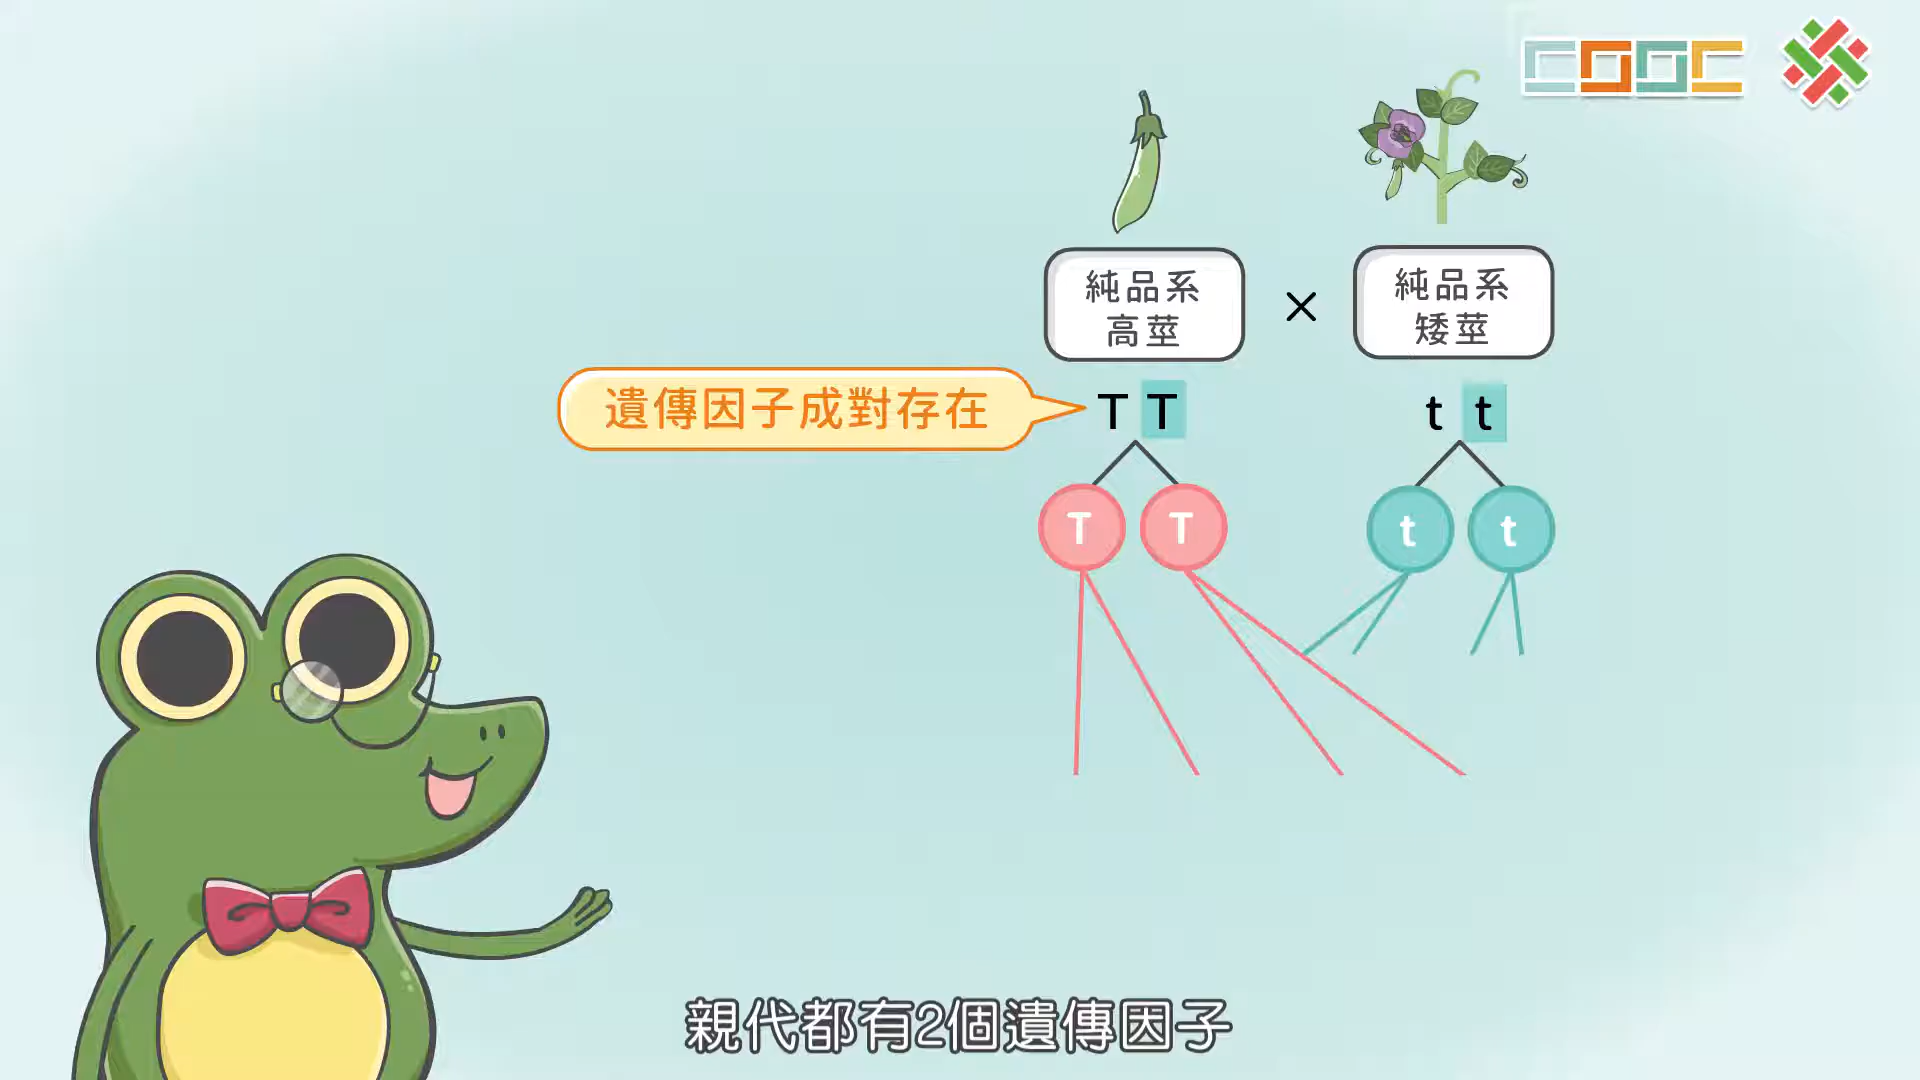 COOC
純品系
高莖
×
純品系
矮莖
遺傳因子成對存在
T T
t t
T T
t t
親代都有2個遺傳因子